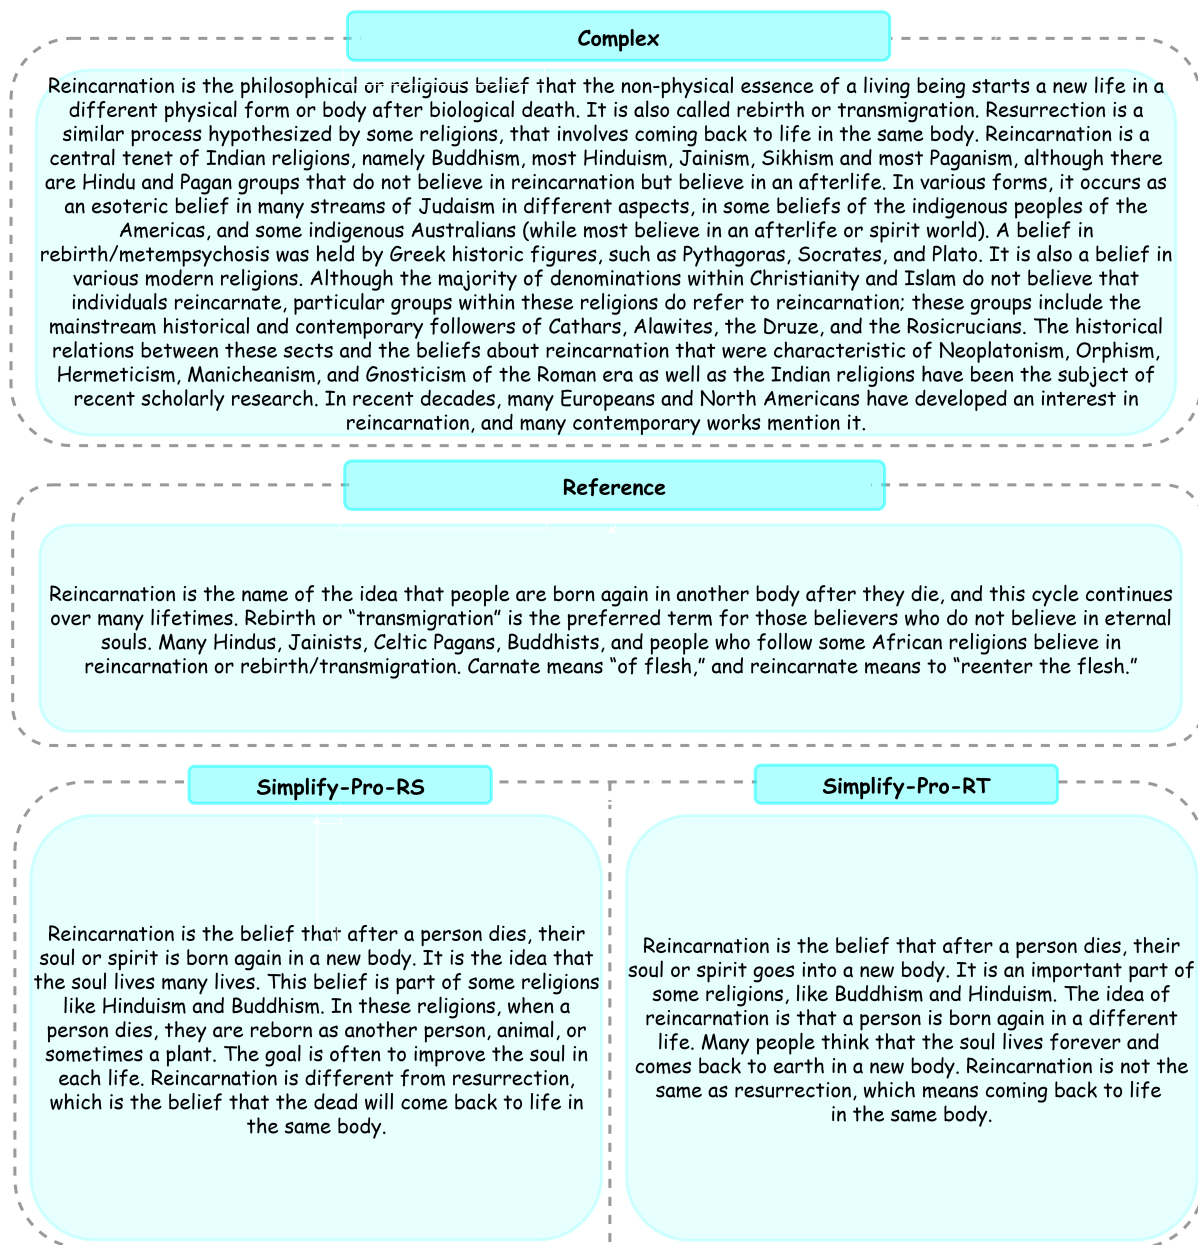 Complex
Reincarnation is the philosophical or religious belief that the non-physical essence of a living being starts a new life in a
different physical form or body after biological death. It is also called rebirth or transmigration. Resurrection is a
similar process hypothesized by some religions, that involves coming back to life in the same body. Reincarnation is a
central tenet of Indian religions, namely Buddhism, most Hinduism, Jainism, Sikhism and most Paganism, although there
are Hindu and Pagan groups that do not believe in reincarnation but believe in an afterlife. In various forms, it occurs as
an esoteric belief in many streams of Judaism in different aspects, in some beliefs of the indigenous peoples of the
Americas, and some indigenous Australians (while most believe in an afterlife or spirit world). A belief in
rebirth/metempsychosis was held by Greek historic figures, such as Pythagoras, Socrates, and Plato. It is also a belief in
various modern religions. Although the majority of denominations within Christianity and Islam do not believe that
individuals reincarnate, particular groups within these religions do refer to reincarnation; these groups include the
mainstream historical and contemporary followers of Cathars, Alawites, the Druze, and the Rosicrucians. The historical
relations between these sects and the beliefs about reincarnation that were characteristic of Neoplatonism, Orphism,
Hermeticism, Manicheanism, and Gnosticism of the Roman era as well as the Indian religions have been the subject of
recent scholarly research. In recent decades, many Europeans and North Americans have developed an interest in
reincarnation, and many contemporary works mention it.
Reference
Reincarnation is the name of the idea that people are born again in another body after they die, and this cycle continues
over many lifetimes. Rebirth or “transmigration” is the preferred term for those believers who do not believe in eternal
souls. Many Hindus, Jainists, Celtic Pagans, Buddhists, and people who follow some African religions believe in
reincarnation or rebirth/transmigration. Carnate means “of flesh,” and reincarnate means to “reenter the flesh.”
Simplify-Pro-RS
Reincarnation is the belief that after a person dies, their
soul or spirit is born again in a new body. It is the idea that
the soul lives many lives. This belief is part of some religions
like Hinduism and Buddhism. In these religions, when a
person dies, they are reborn as another person, animal, or
sometimes a plant. The goal is often to improve the soul in
each life. Reincarnation is different from resurrection,
which is the belief that the dead will come back to life in
the same body.
Simplify-Pro-RT
Reincarnation is the belief that after a person dies, their
soul or spirit goes into a new body. It is an important part of
some religions, like Buddhism and Hinduism. The idea of
reincarnation is that a person is born again in a different
life. Many people think that the soul lives forever and
comes back to earth in a new body. Reincarnation is not the
same as resurrection, which means coming back to life
in the same body.